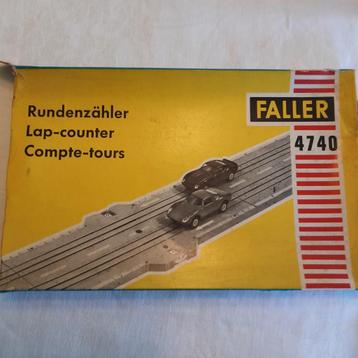 Rundenzähler
Lap-counter
Compte-tours
FALLER
4740